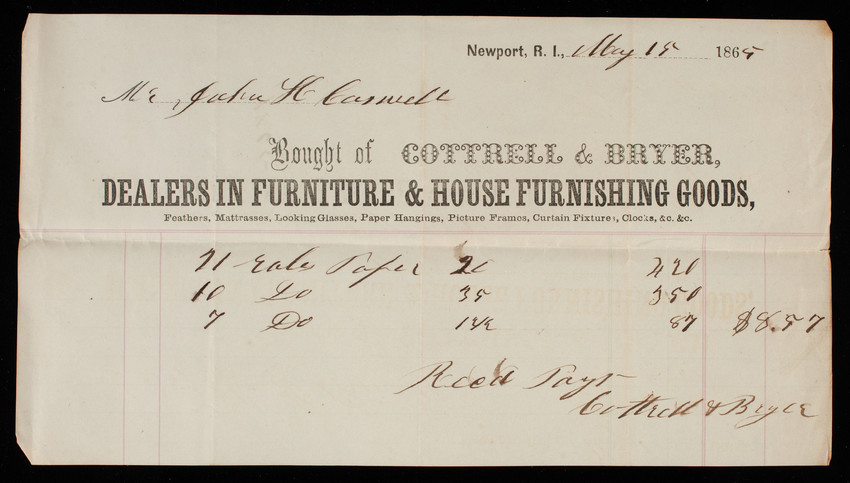 Newport, R. I., May 15 1865
Mr John H Caswell
Bought of COTTRELL & BRYER,
DEALERS IN FURNITURE & HOUSE FURNISHING GOODS,
Feathers, Mattrasses, Looking Glasses, Paper Hangings, Picture Frames, Curtain Fixtures, Clocks, &c. &c.
21 Paper 20 420
10 Do 35 350
7 Do 12½ 87 $8.57
Recd Payt
Cottrell & Bryer